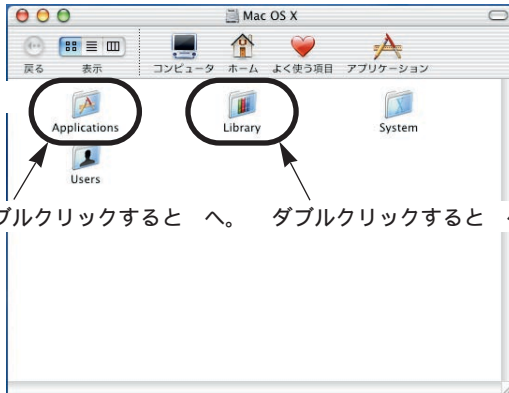 Mac OS X
戻る 表示 コンピュータ ホーム よく使う項目 アプリケーション
Applications Library System
Users
ブルクリックすると へ。 ダブルクリックすると